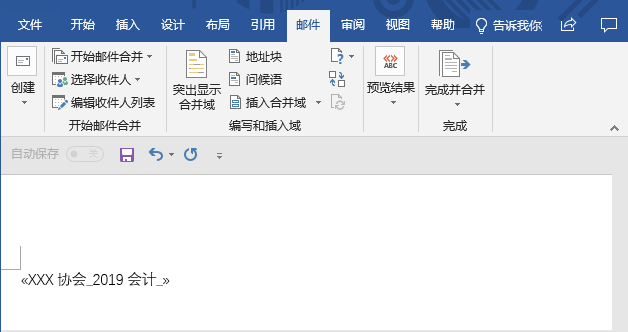 文件 开始 插入 设计 布局 引用 邮件 审阅 视图 帮助 告诉我你
创建
开始邮件合并
选择收件人
编辑收件人列表
开始邮件合并
突出显示
合并域
地址块
问候语
插入合并域
编写和插入域
ABC
预览结果
完成并合并
完成
自动保存 关
«XXX 协会_2019 会计_»